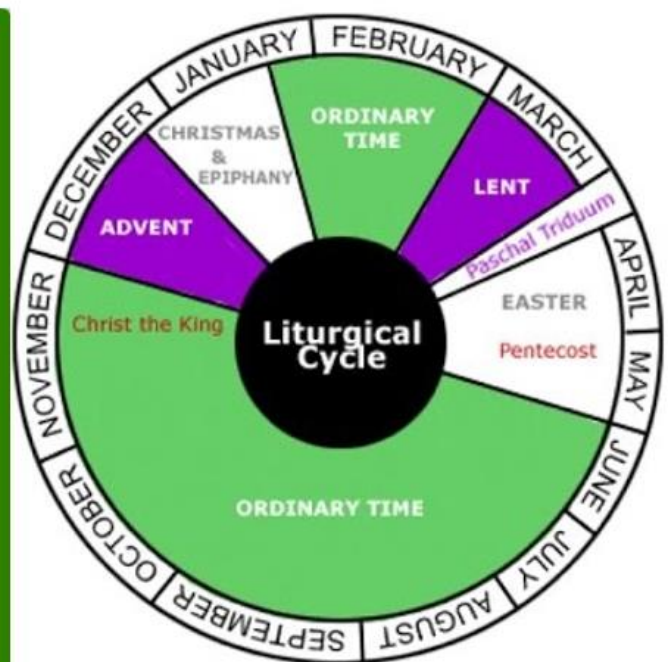 JANUARY
FEBRUARY
MARCH
APRIL
MAY
JUNE
JULY
AUGUST
SEPTEMBER
OCTOBER
NOVEMBER
DECEMBER
CHRISTMAS
&
EPIPHANY
ORDINARY
TIME
LENT
Paschal Triduum
EASTER
Pentecost
ORDINARY TIME
Christ the King
ADVENT
Liturgical
Cycle